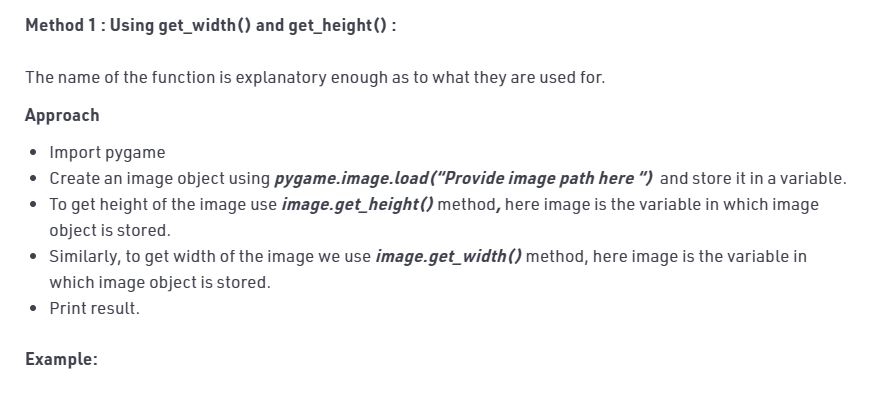 Method 1 : Using get_width() and get_height() :
The name of the function is explanatory enough as to what they are used for.
Approach
• Import pygame
• Create an image object using pygame.image.load(“Provide image path here “) and store it in a variable.
• To get height of the image use image.get_height() method, here image is the variable in which image
object is stored.
• Similarly, to get width of the image we use image.get_width() method, here image is the variable in
which image object is stored.
• Print result.
Example: